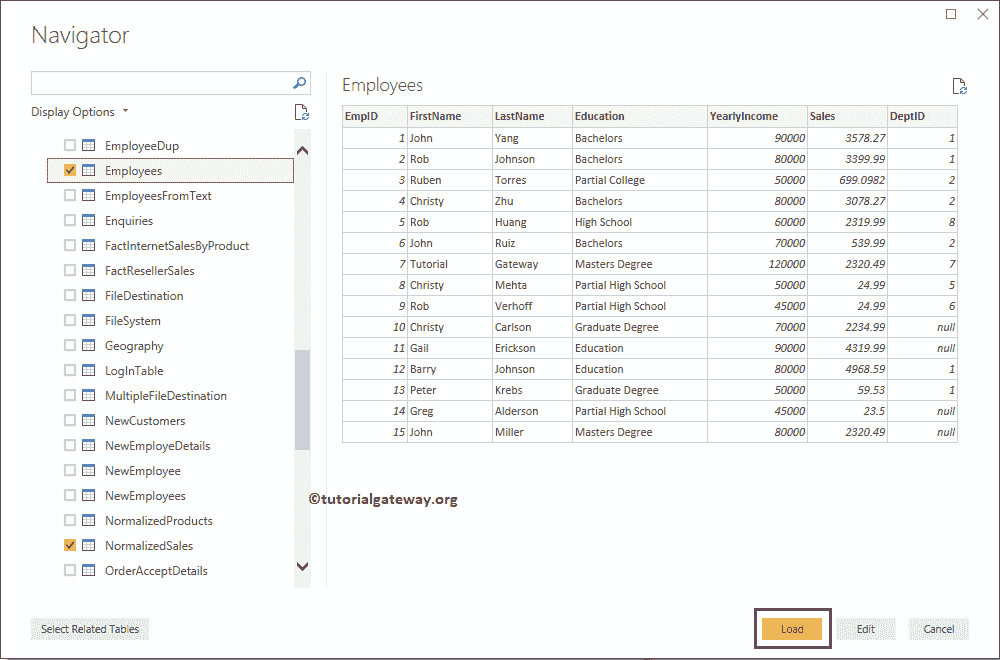 Navigator
Display Options
EmployeeDup
Employees
EmployeesFromText
Enquiries
FactInternetSalesByProduct
FactResellerSales
FileDestination
FileSystem
Geography
LogInTable
MultipleFileDestination
NewCustomers
NewEmployeDetails
NewEmployee
NewEmployees
NormalizedProducts
NormalizedSales
OrderAcceptDetails
Select Related Tables
Employees
EmpID FirstName LastName Education YearlyIncome Sales DeptID
1 John Yang Bachelors 90000 3578.27 1
2 Rob Johnson Bachelors 80000 3399.99 1
3 Ruben Torres Partial College 50000 699.0982 2
4 Christy Zhu Bachelors 80000 3078.27 2
5 Rob Huang High School 60000 2319.99 8
6 John Ruiz Bachelors 70000 539.99 2
7 Tutorial Gateway Masters Degree 120000 2320.49 7
8 Christy Mehta Partial High School 50000 24.99 5
9 Rob Verhoff Partial High School 45000 24.99 6
10 Christy Carlson Graduate Degree 70000 2234.99 null
11 Gail Erickson Education 90000 4319.99 null
12 Barry Johnson Education 80000 4968.59 1
13 Peter Krebs Graduate Degree 50000 59.53 1
14 Greg Alderson Partial High School 45000 23.5 null
15 John Miller Masters Degree 80000 2320.49 null
©tutorialgateway.org
Load Edit Cancel